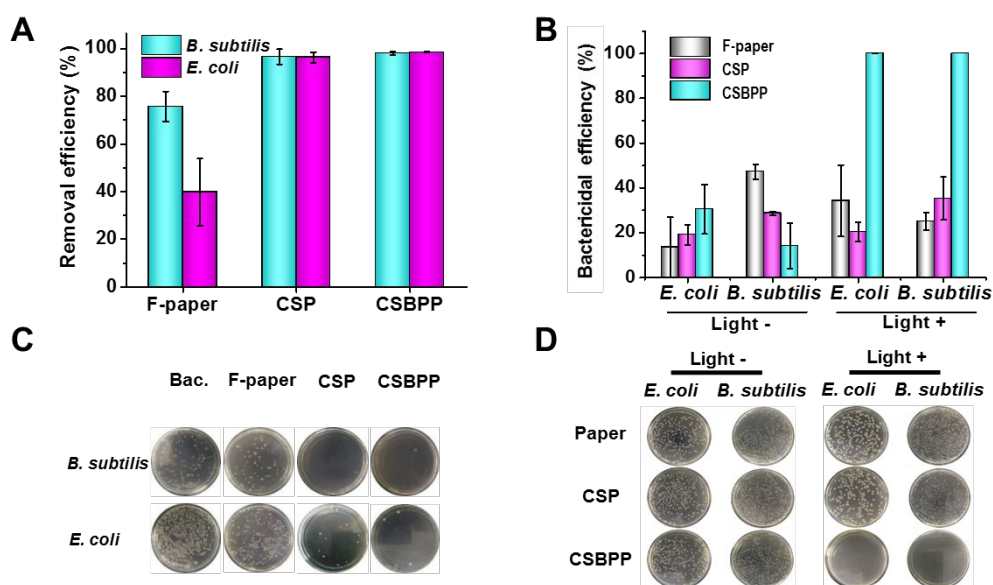 A
Removal efficiency (%)
100
80
60
40
20
0
B. subtilis
E. coli
F-paper CSP CSBPP
B
Bactericidal efficiency (%)
100
80
60
40
20
0
F-paper
CSP
CSBPP
E. coli B. subtilis E. coli B. subtilis
Light - Light +
C
Bac. F-paper CSP CSBPP
B. subtilis
E. coli
D
Light - Light +
E. coli B. subtilis E. coli B. subtilis
Paper
CSP
CSBPP